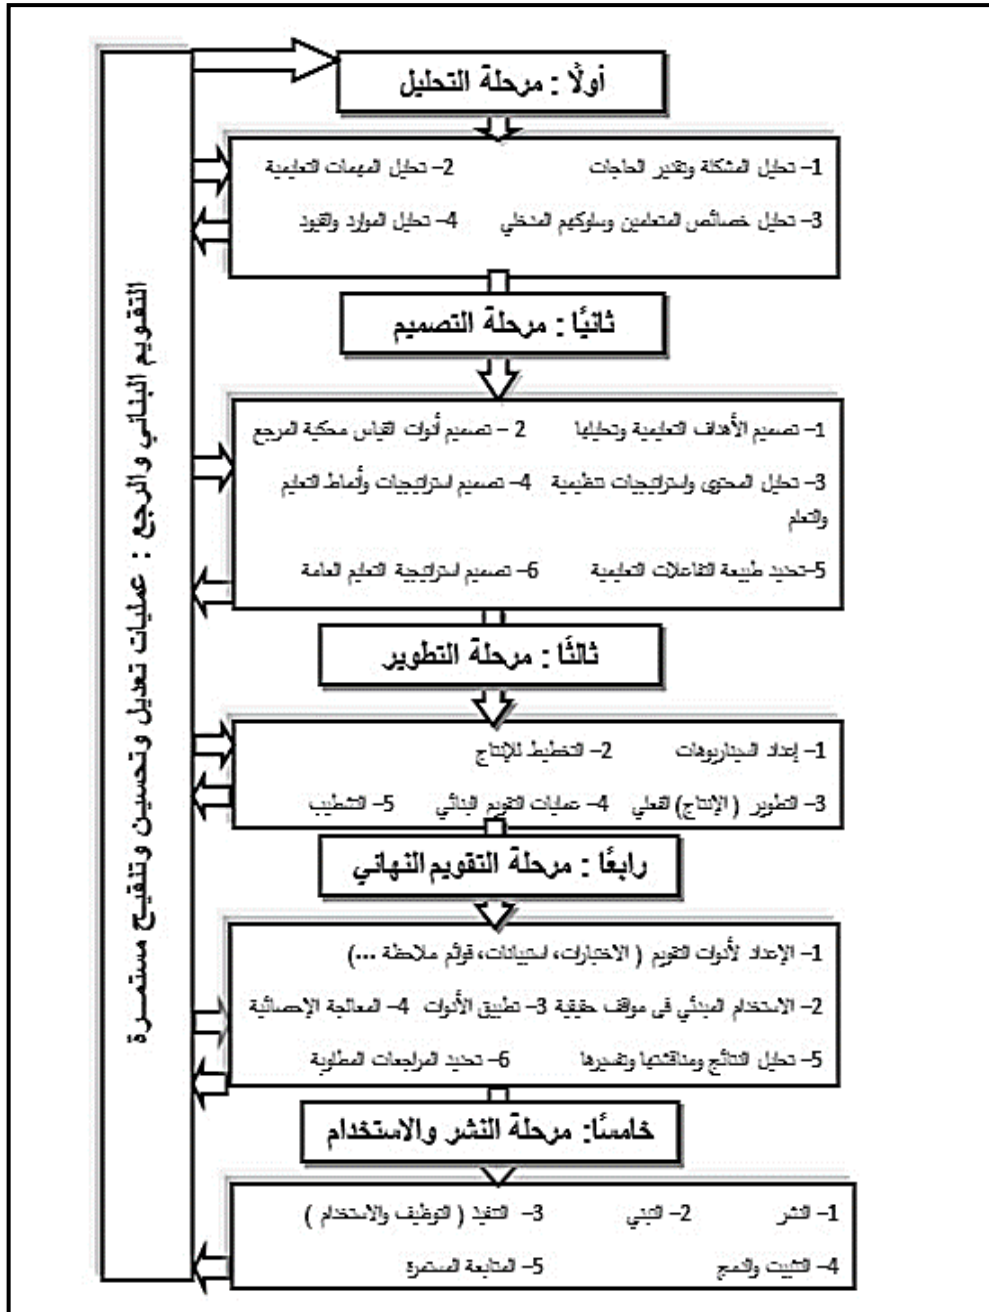 أولًا : مرحلة التحليل
1– تحليل المشكلة وتقدير الحاجات 2– تحليل المهمات التعليمية
3– تحليل خصائص المتعلمين وسلوكهم المدخلي 4– تحليل الموارد والقيود
ثانيًا : مرحلة التصميم
1– تصميم الأهداف التعليمية وتحليلها 2 – تصميم أدوات القياس محكية المرجع
3– تحليل المحتوى واستراتيجيات تنظيمية 4– تصميم استراتيجيات وأنماط التعليم
والتعلم
5–تحديد طبيعة التفاعلات التعليمية 6– تصميم استراتيجية التعليم العامة
ثالثًا : مرحلة التطوير
1– إعداد السيناريوهات 2– التخطيط للإنتاج
3– التطوير ( الإنتاج) الفعلي 4– عمليات التقويم البنائي 5– التشطيب
رابعًا : مرحلة التقويم النهائي
1– الإعداد لأدوات التقويم ( الاختبارات، استبيانات، قوائم ملاحظة ...)
2– الاستخدام المبدئي فى مواقف حقيقية 3– تطبيق الأدوات 4– المعالجة الإحصائية
5– تحليل النتائج ومناقشتها وتفسيرها 6– تحديد المراجعات المطلوبة
خامسًا: مرحلة النشر والاستخدام
1– النشر 2– التبني 3– التنفيذ ( التوظيف والاستخدام )
4– التثبيت والدمج 5– المتابعة المستمرة
التقويم البنائي والرجع : عمليات تعديل وتحسين وتنقيح مستمـــرة